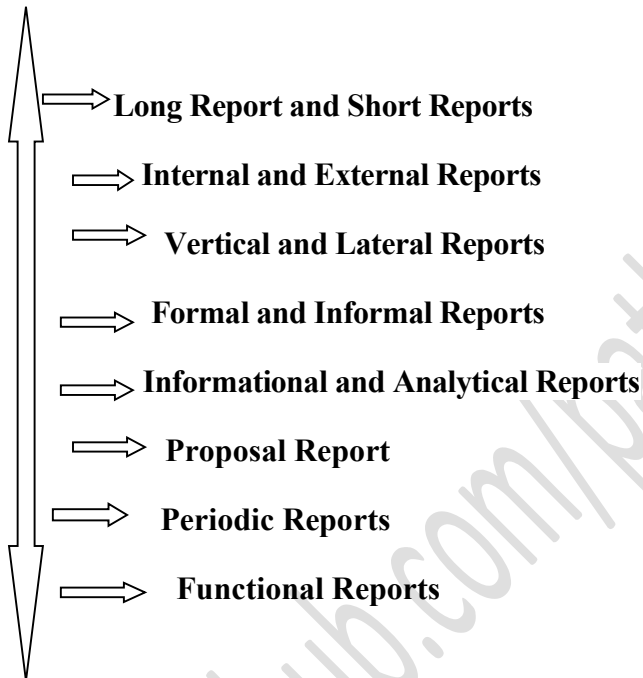 Long Report and Short Reports
Internal and External Reports
Vertical and Lateral Reports
Formal and Informal Reports
Informational and Analytical Reports
Proposal Report
Periodic Reports
Functional Reports